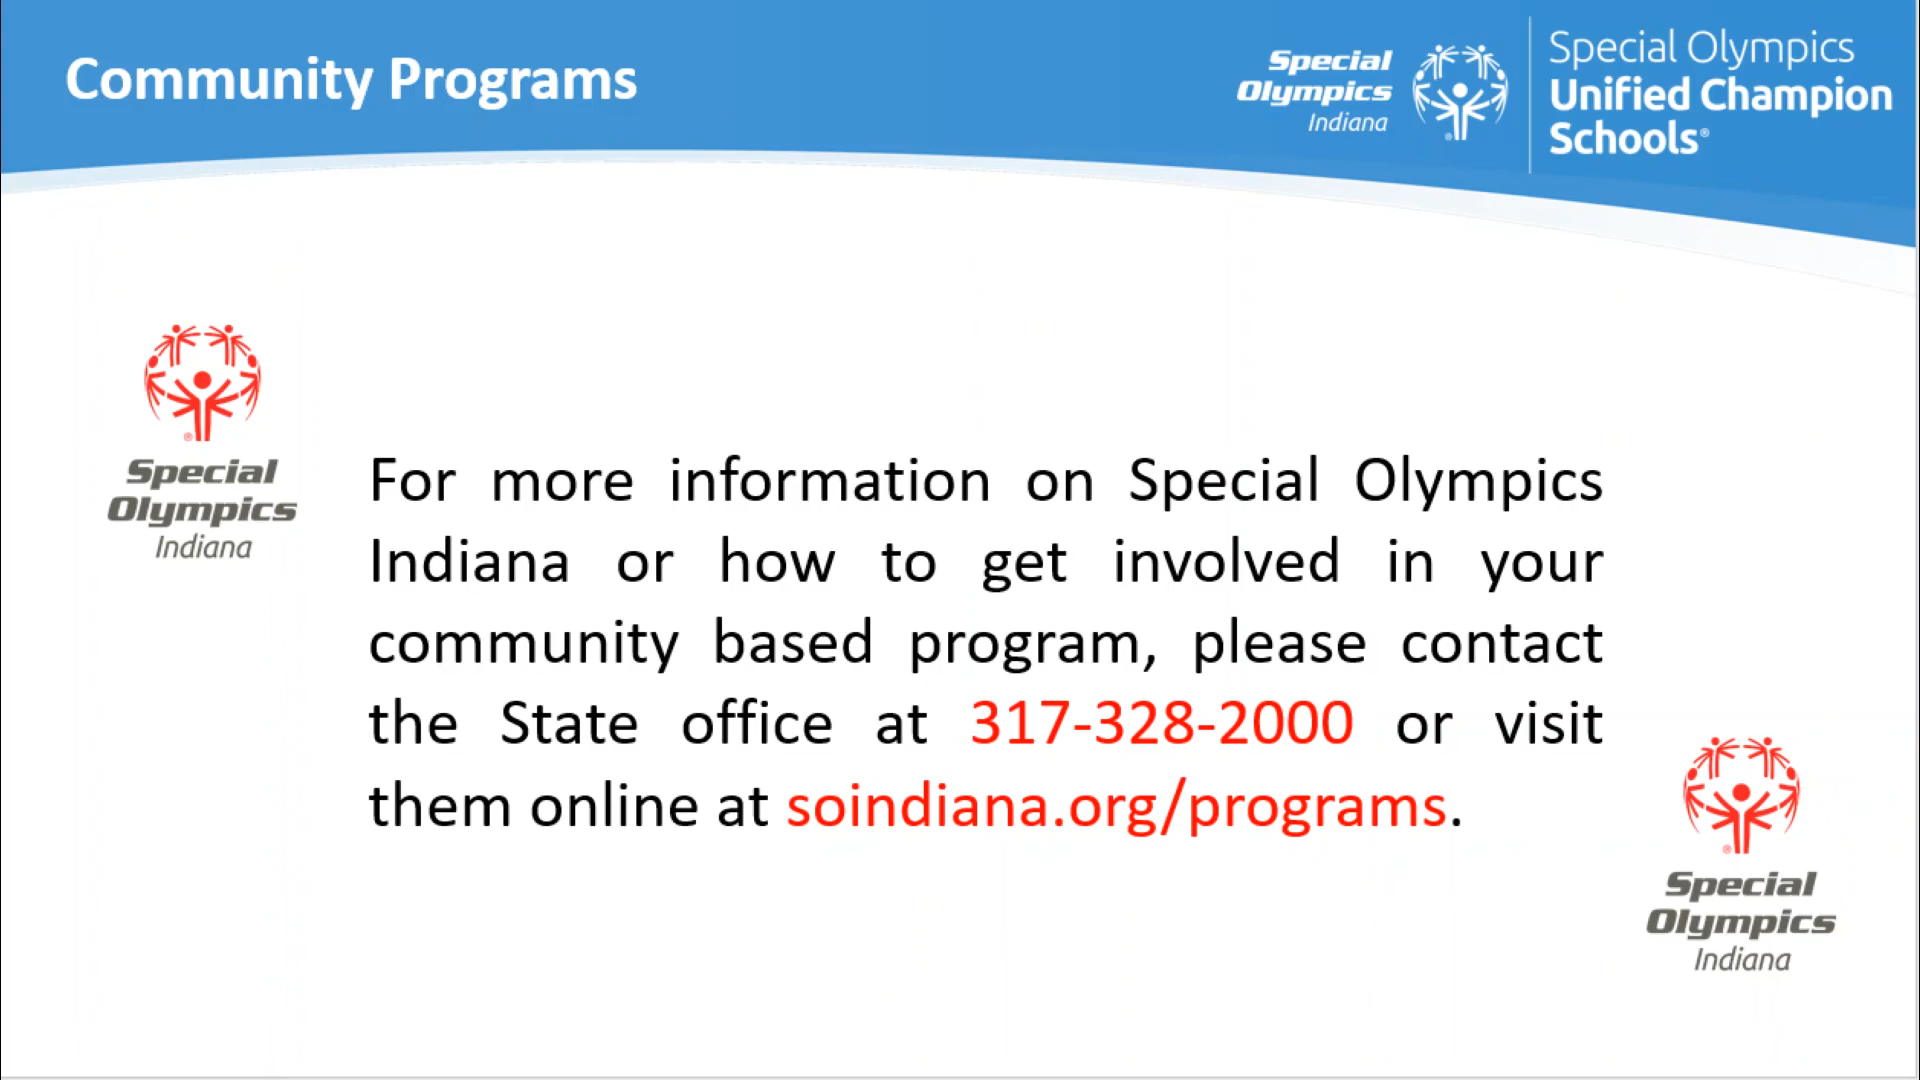 Community Programs
Special
Olympics
Indiana
Special Olympics
Unified Champion
Schools®
Special
Olympics
Indiana
For more information on Special Olympics
Indiana or how to get involved in your
community based program, please contact
the State office at 317-328-2000 or visit
them online at soindiana.org/programs.
Special
Olympics
Indiana